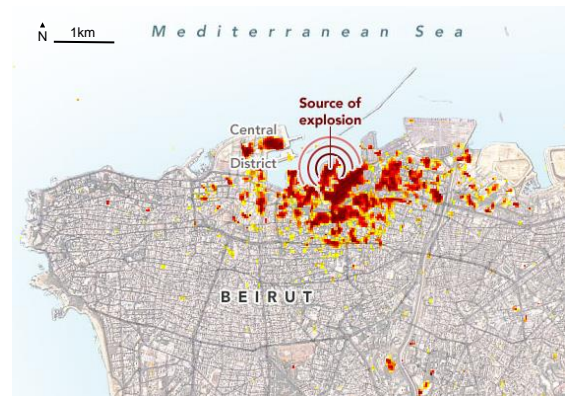 N
1km
Mediterranean Sea
Source of
explosion
Central
District
BEIRUT